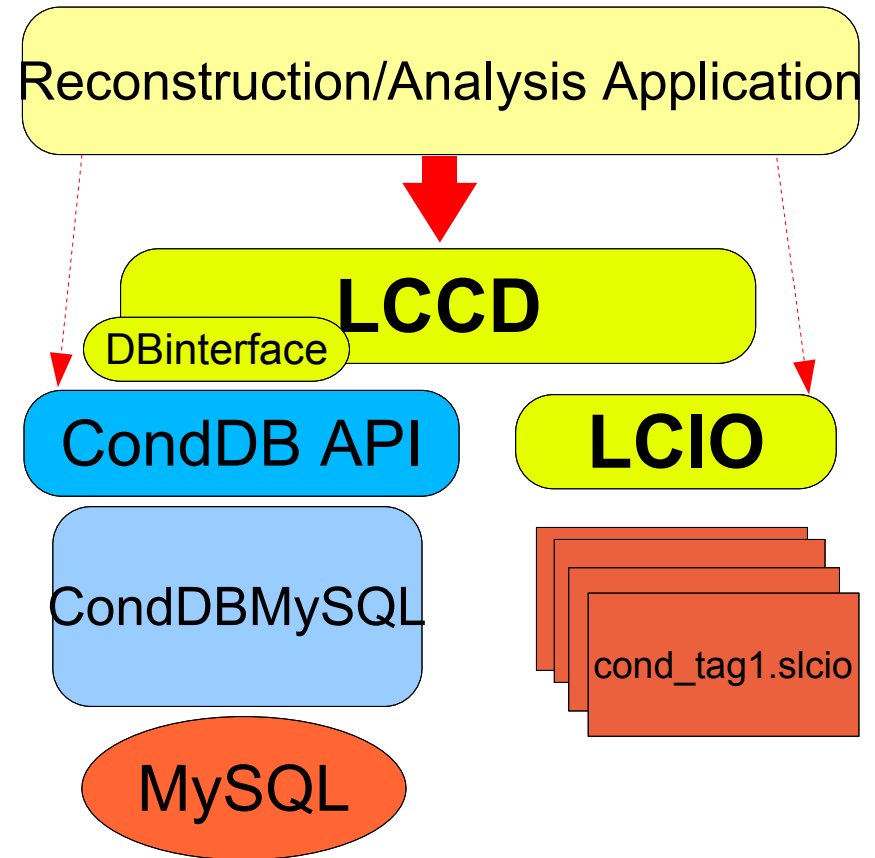 Reconstruction/Analysis Application
LCCD
DBinterface
CondDB API
LCIO
CondDBMySQL
cond_tag1.slcio
MySQL